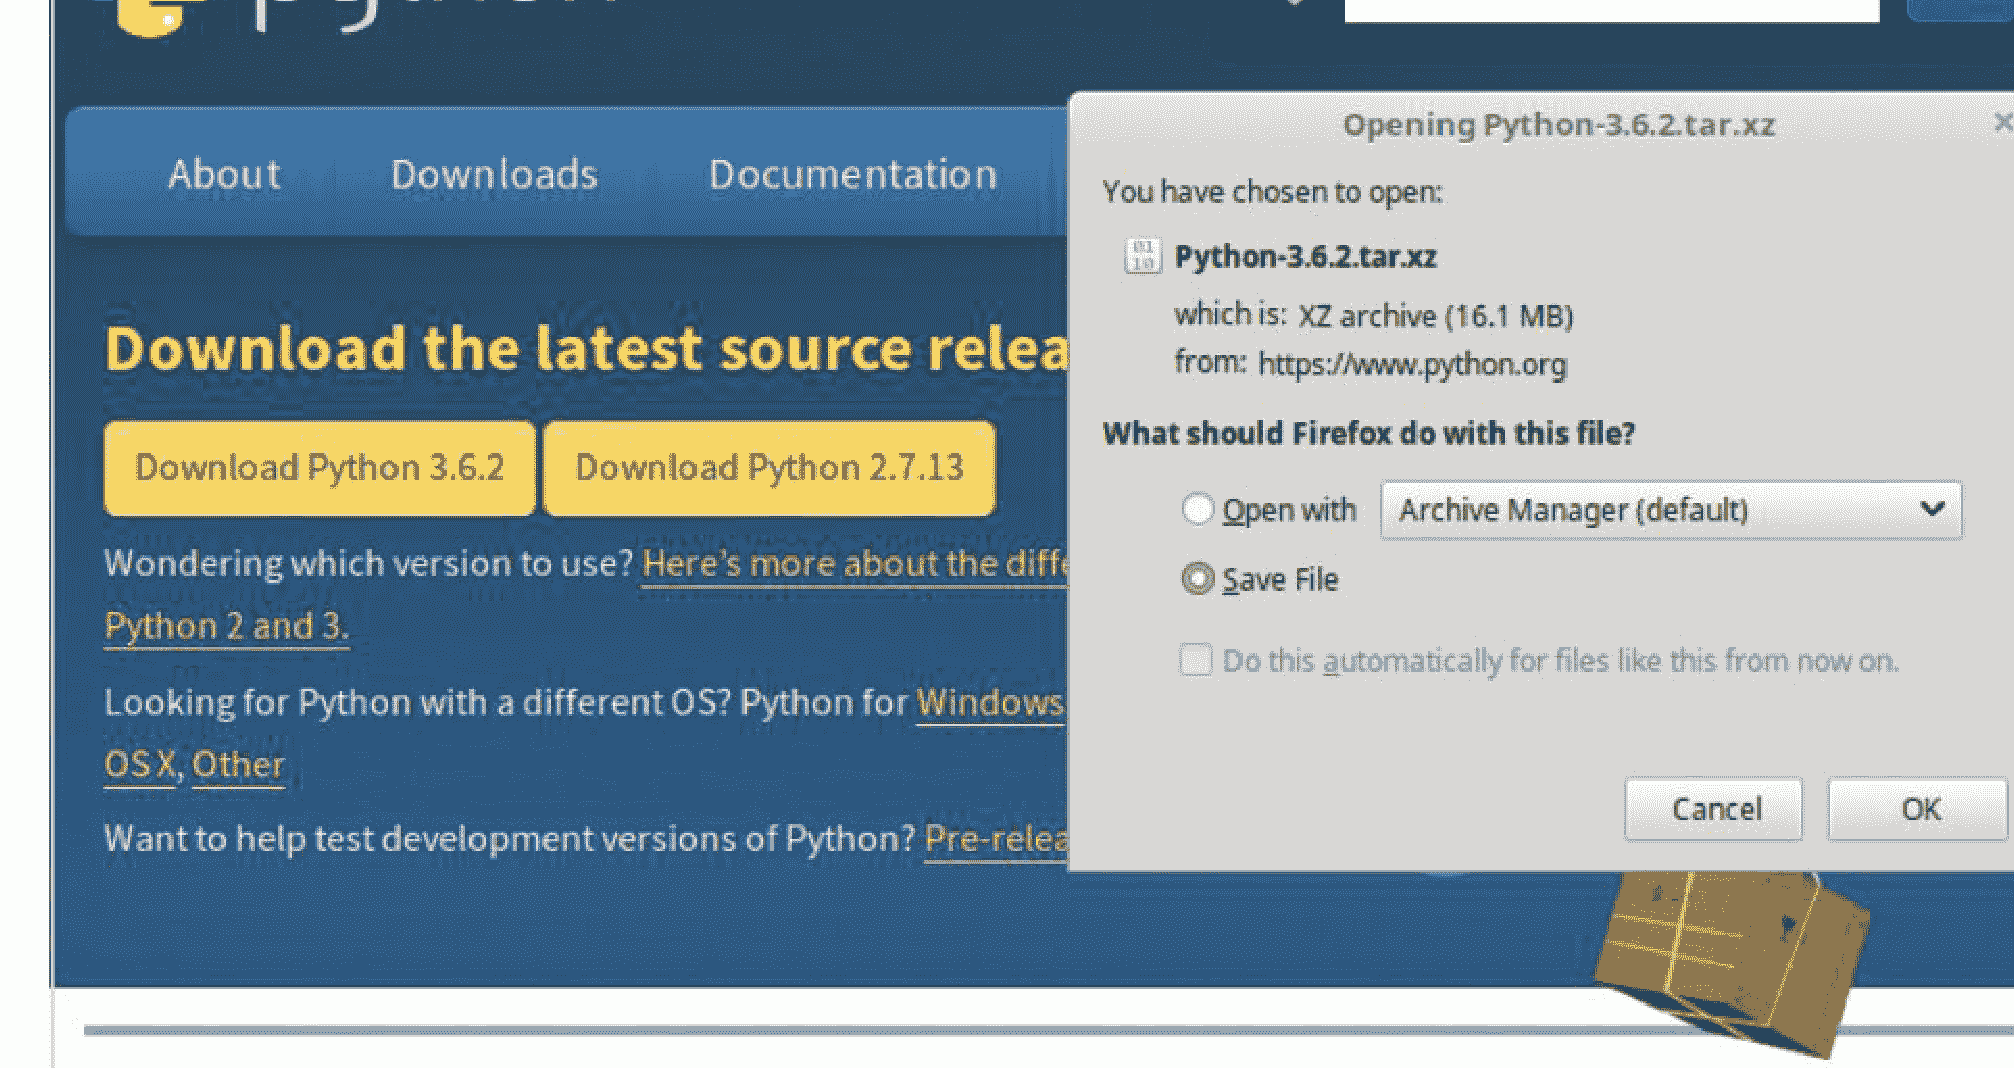 python
About
Downloads
Documentation
Download the latest source relea
Download Python 3.6.2
Download Python 2.7.13
Wondering which version to use? Here's more about the diffe
Python 2 and 3.
Looking for Python with a different OS? Python for Windows
OS X, Other
Want to help test development versions of Python? Pre-relea
Opening Python-3.6.2.tar.xz
You have chosen to open:
Python-3.6.2.tar.xz
which is: XZ archive (16.1 MB)
from: https://www.python.org
What should Firefox do with this file?
Open with
Archive Manager (default)
Save File
Do this automatically for files like this from now on.
Cancel
OK